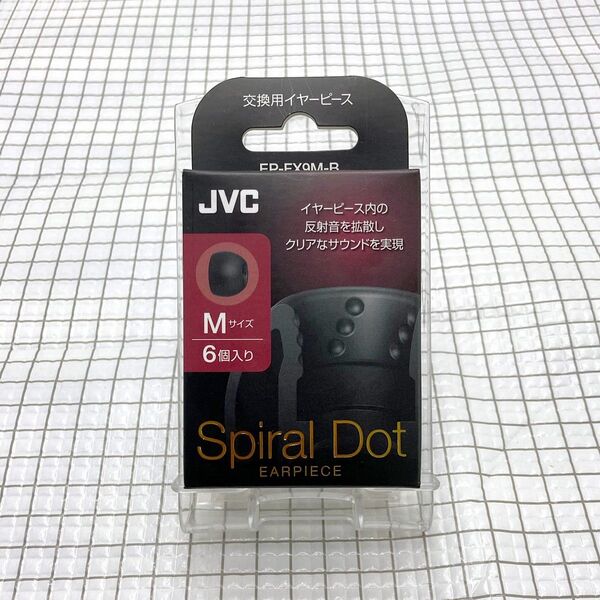 交換用イヤーピース
EP-FX9M-B
JVC
イヤーピース内の
反射音を拡散し
クリアなサウンドを実現
Mサイズ
6個入り
Spiral Dot
EARPIECE